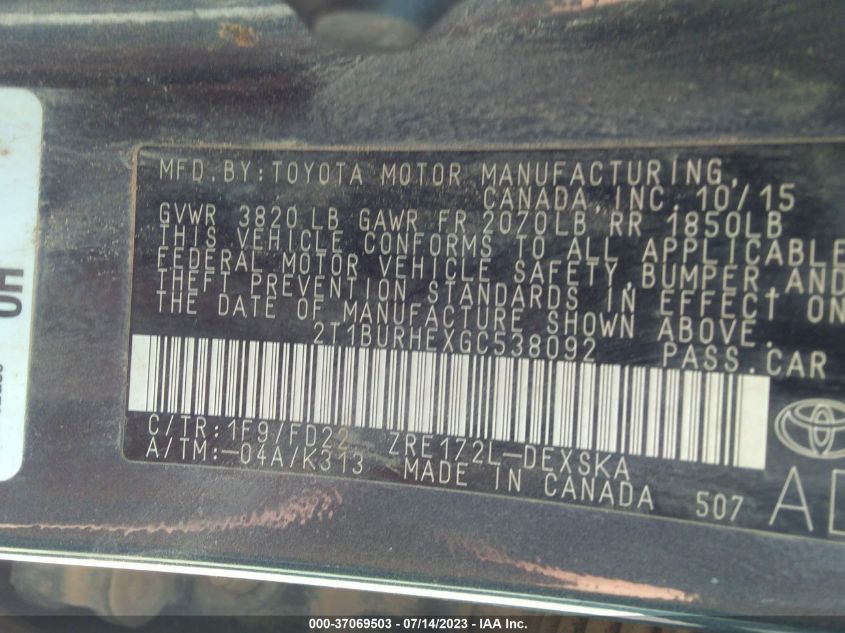 MFD.BY:TOYOTA MOTOR MANUFACTURING,
CANADA,INC. 10/15
GVWR 3820LB GAWR FR 2070LB RR 1850LB
THIS VEHICLE CONFORMS TO ALL APPLICABLE
FEDERAL MOTOR VEHICLE SAFETY,BUMPER,AND
THEFT PREVENTION STANDARDS IN EFFECT ON
THE DATE OF MANUFACTURE SHOWN ABOVE.
2T1BURHEXGC538092 PASS.CAR
C/TR:1F9/FD22 ZRE172L-DEXSKA
A/TM:-04A/K313 MADE IN CANADA 507
000-37069503 - 07/14/2023 - IAA Inc.